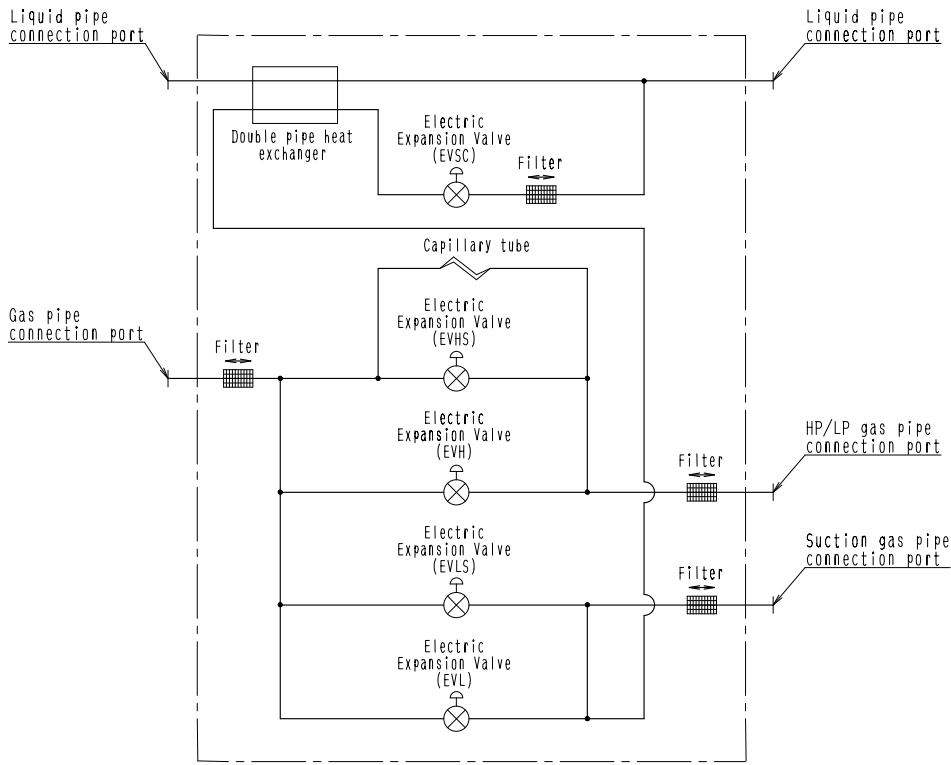 Liquid pipe
connection port
Liquid pipe
connection port
Double pipe heat
exchanger
Electric
Expansion Valve
(EVSC)
Filter
Capillary tube
Gas pipe
connection port
Filter
Electric
Expansion Valve
(EVHS)
Electric
Expansion Valve
(EVH)
HP/LP gas pipe
connection port
Filter
Electric
Expansion Valve
(EVLS)
Suction gas pipe
connection port
Filter
Electric
Expansion Valve
(EVL)